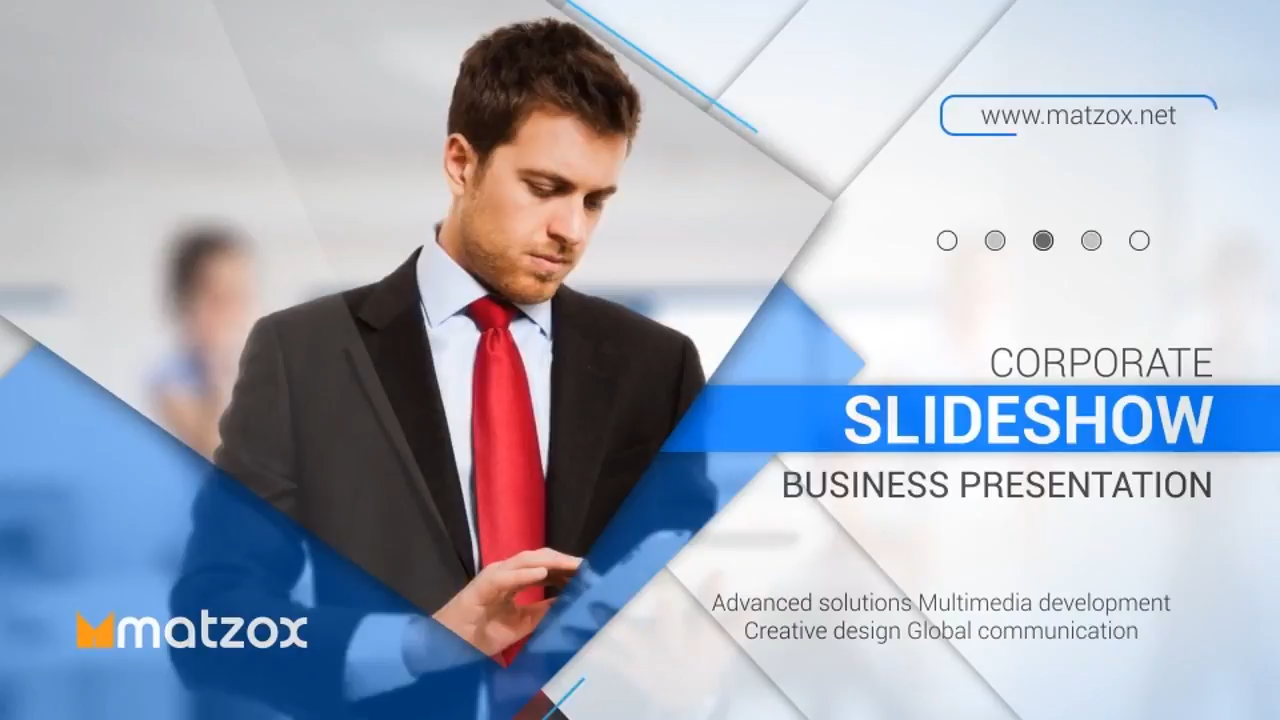 www.matzox.net
CORPORATE
SLIDESHOW
BUSINESS PRESENTATION
Advanced solutions Multimedia development
Creative design Global communication
matzox